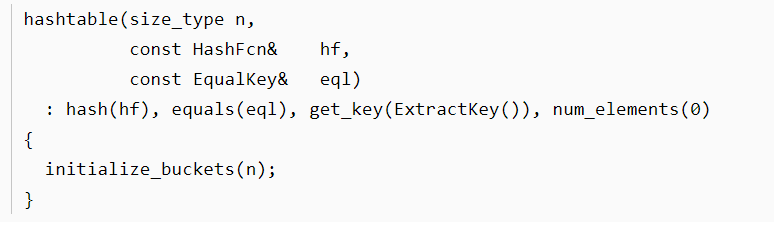 hashtable(size_type n,
          const HashFcn&    hf,
          const EqualKey&   eql)
  : hash(hf), equals(eql), get_key(ExtractKey()), num_elements(0)
{
  initialize_buckets(n);
}